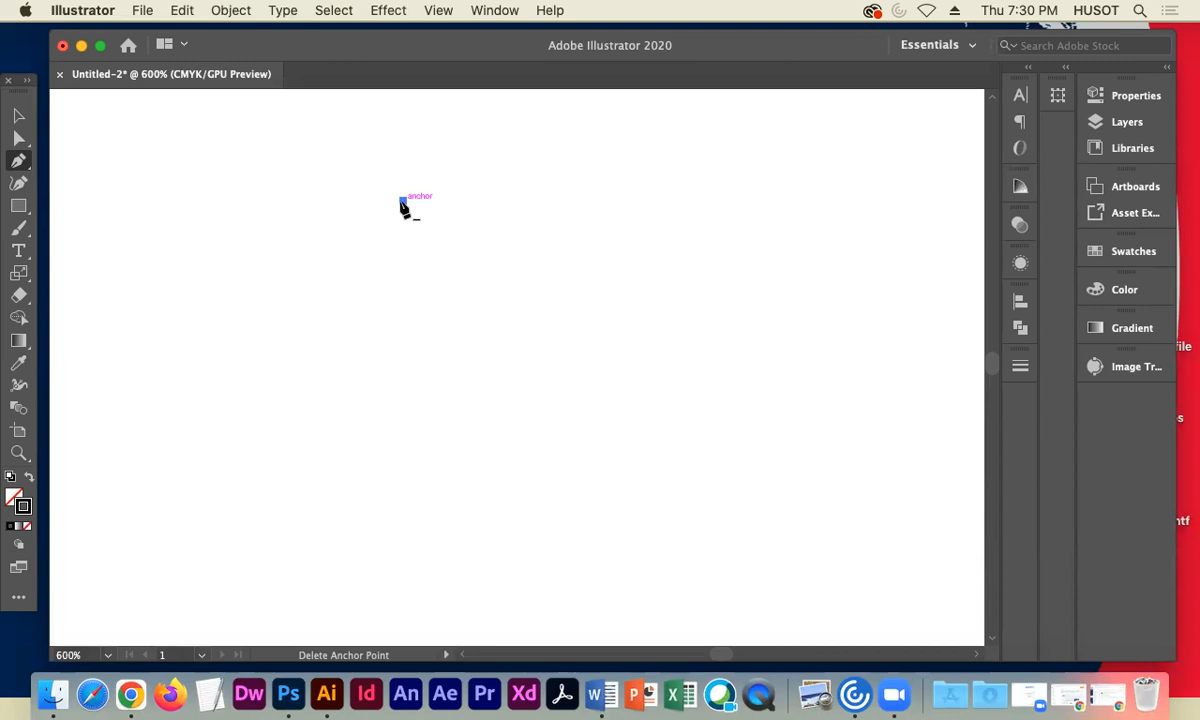 Illustrator File Edit Object Type Select Effect View Window Help Thu 7:30 PM HUSOT
Adobe Illustrator 2020 Essentials Search Adobe Stock
× Untitled-2* @ 600% (CMYK/GPU Preview)
Properties
Layers
Libraries
Artboards
Asset Ex...
Swatches
Color
Gradient
Image Tr...
anchor
file
ntf
600% 1 Delete Anchor Point
Dw Ps Ai Id An Ae Pr Xd W P X